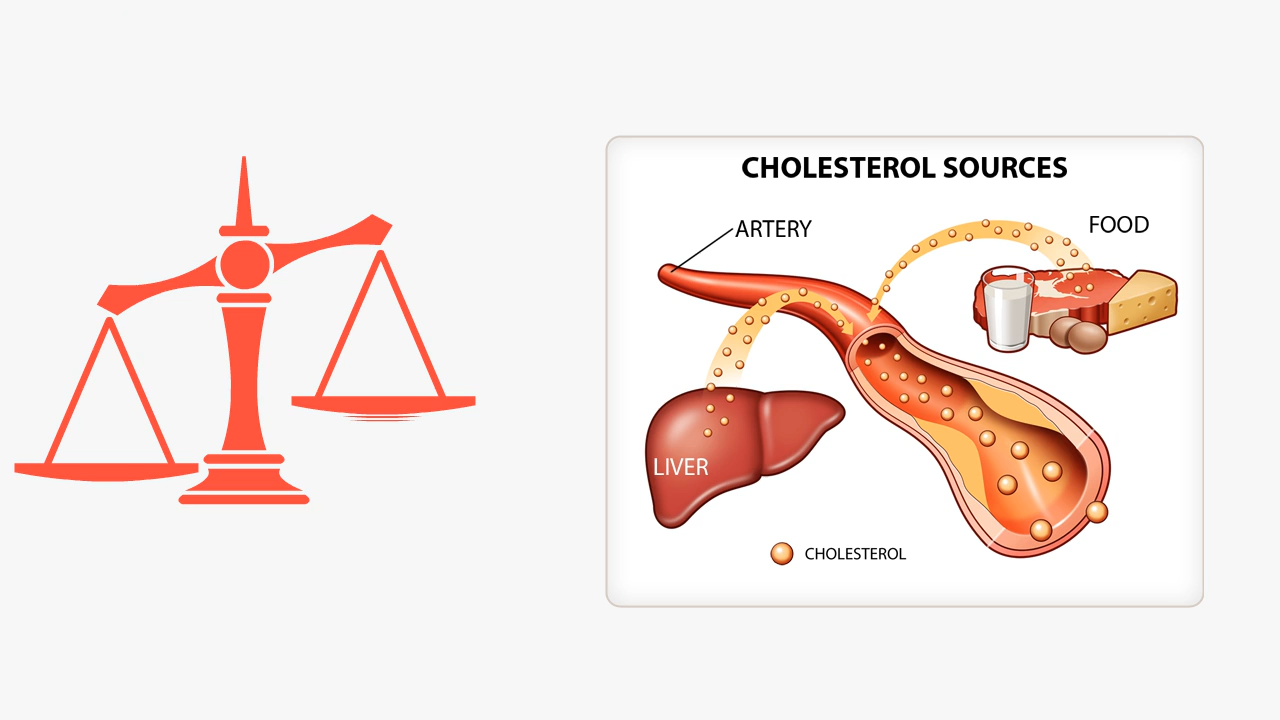 CHOLESTEROL SOURCES
ARTERY
FOOD
LIVER
CHOLESTEROL